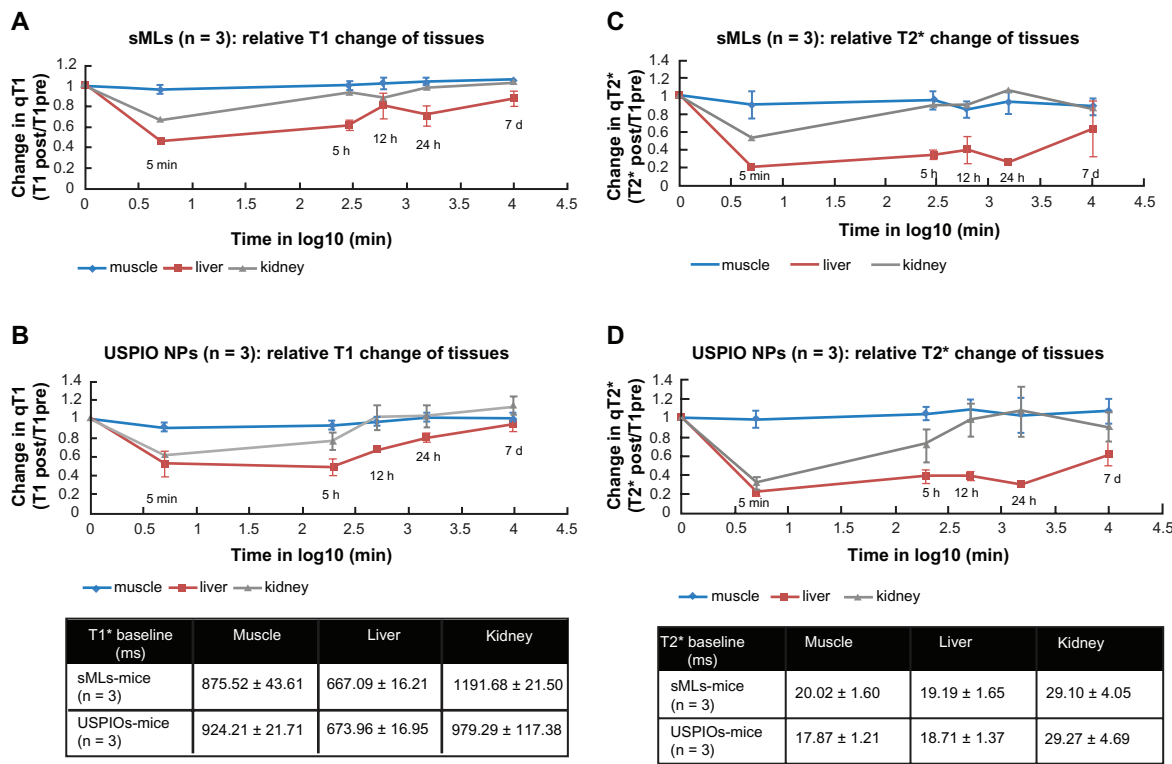 A
sMLs (n = 3): relative T1 change of tissues
Change in qT1
(T1 post/T1pre)
1.2
1
0.8
0.6
0.4
0.2
0
5 min
5 h
12 h
24 h
7 d
0 0.5 1 1.5 2 2.5 3 3.5 4 4.5
Time in log10 (min)
muscle liver kidney
B
USPIO NPs (n = 3): relative T1 change of tissues
Change in qT1
(T1 post/T1pre)
1.4
1.2
1
0.8
0.6
0.4
0.2
0
5 min
5 h
12 h
24 h
7 d
0 0.5 1 1.5 2 2.5 3 3.5 4 4.5
Time in log10 (min)
muscle liver kidney
T1* baseline
(ms)
Muscle Liver Kidney
sMLs-mice
(n = 3)
875.52 ± 43.61 667.09 ± 16.21 1191.68 ± 21.50
USPIOs-mice
(n = 3)
924.21 ± 21.71 673.96 ± 16.95 979.29 ± 117.38
C
sMLs (n = 3): relative T2* change of tissues
Change in qT2*
(T2* post/T1pre)
1.4
1.2
1
0.8
0.6
0.4
0.2
0
5 min
5 h
12 h
24 h
7 d
0 0.5 1 1.5 2 2.5 3 3.5 4 4.5
Time in log10 (min)
muscle liver kidney
D
USPIO NPs (n = 3): relative T2* change of tissues
Change in qT2*
(T2* post/T1pre)
1.4
1.2
1
0.8
0.6
0.4
0.2
0
5 min
5 h
12 h
24 h
7 d
0 0.5 1 1.5 2 2.5 3 3.5 4 4.5
Time in log10 (min)
muscle liver kidney
T2* baseline
(ms)
Muscle Liver Kidney
sMLs-mice
(n = 3)
20.02 ± 1.60 19.19 ± 1.65 29.10 ± 4.05
USPIOs-mice
(n = 3)
17.87 ± 1.21 18.71 ± 1.37 29.27 ± 4.69